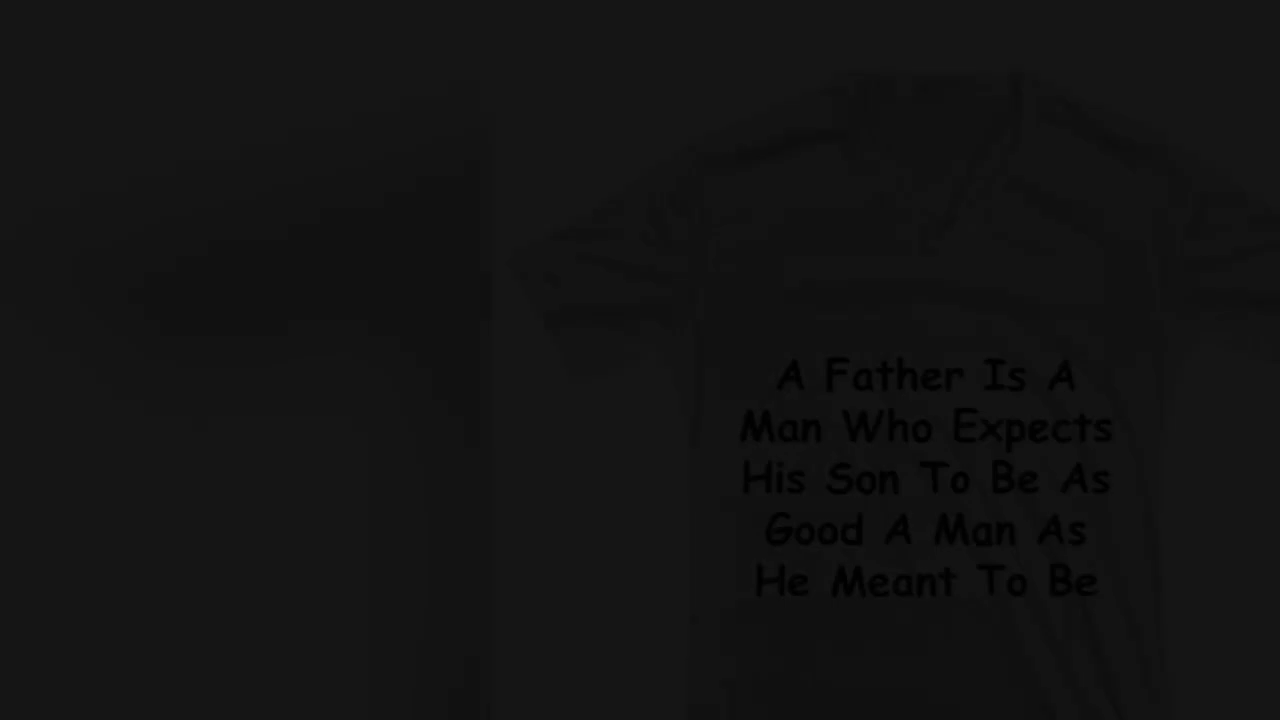 A Father Is A
Man Who Expects
His Son To Be As
Good A Man As
He Meant To Be